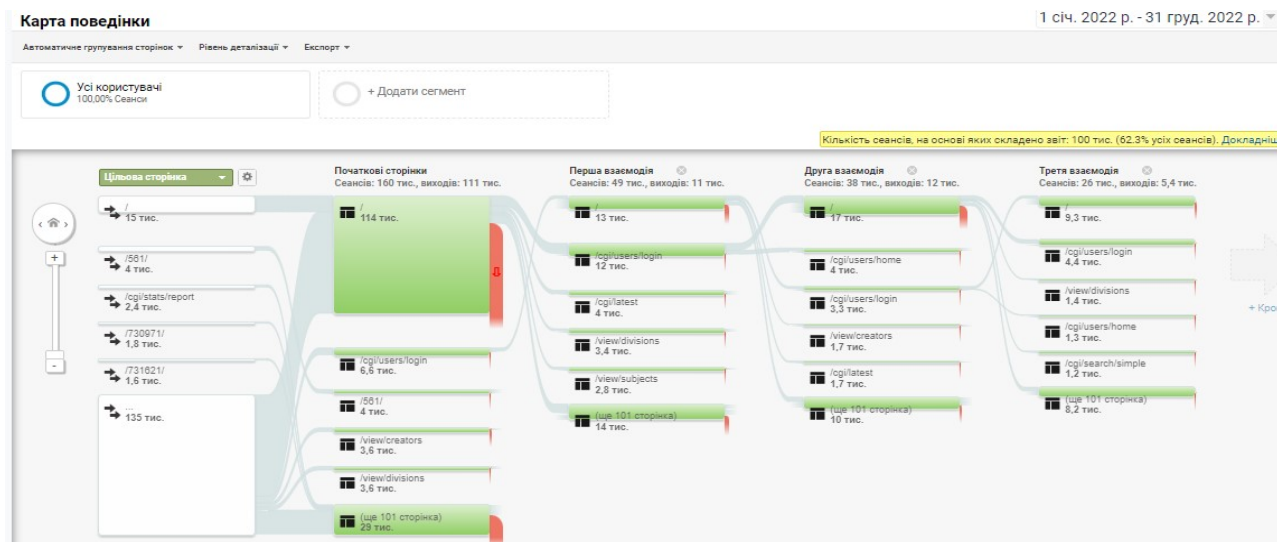 Карта поведінки
1 січ. 2022 р. - 31 груд. 2022 р.
Автоматичне групування сторінок Рівень деталізації Експорт
Усі користувачі
100,00% Сеанси
+ Додати сегмент
Кількість сеансів, на основі яких складено звіт: 100 тис. (62.3% усіх сеансів). Докладніш
Цільова сторінка
/
15 тис.
/561/
4 тис.
/cgi/stats/report
2,4 тис.
/730971/
1,8 тис.
/731621/
1,6 тис.
...
135 тис.
Початкові сторінки
Сеансів: 160 тис., виходів: 111 тис.
/
114 тис.
/cgi/users/login
6,6 тис.
/561/
4 тис.
/view/creators
3,6 тис.
/view/divisions
3,6 тис.
(ще 101 сторінка)
29 тис.
Перша взаємодія
Сеансів: 49 тис., виходів: 11 тис.
/
13 тис.
/cgi/users/login
12 тис.
/cgi/latest
4 тис.
/view/divisions
3,4 тис.
/view/subjects
2,8 тис.
(ще 101 сторінка)
14 тис.
Друга взаємодія
Сеансів: 38 тис., виходів: 12 тис.
/
17 тис.
/cgi/users/home
4 тис.
/cgi/users/login
3,3 тис.
/view/creators
1,7 тис.
/cgi/latest
1,7 тис.
(ще 101 сторінка)
10 тис.
Третя взаємодія
Сеансів: 26 тис., виходів: 5,4 тис.
/
9,3 тис.
/cgi/users/login
4,4 тис.
/view/divisions
1,4 тис.
/cgi/users/home
1,3 тис.
/cgi/search/simple
1,2 тис.
(ще 101 сторінка)
8,2 тис.
+ Кро